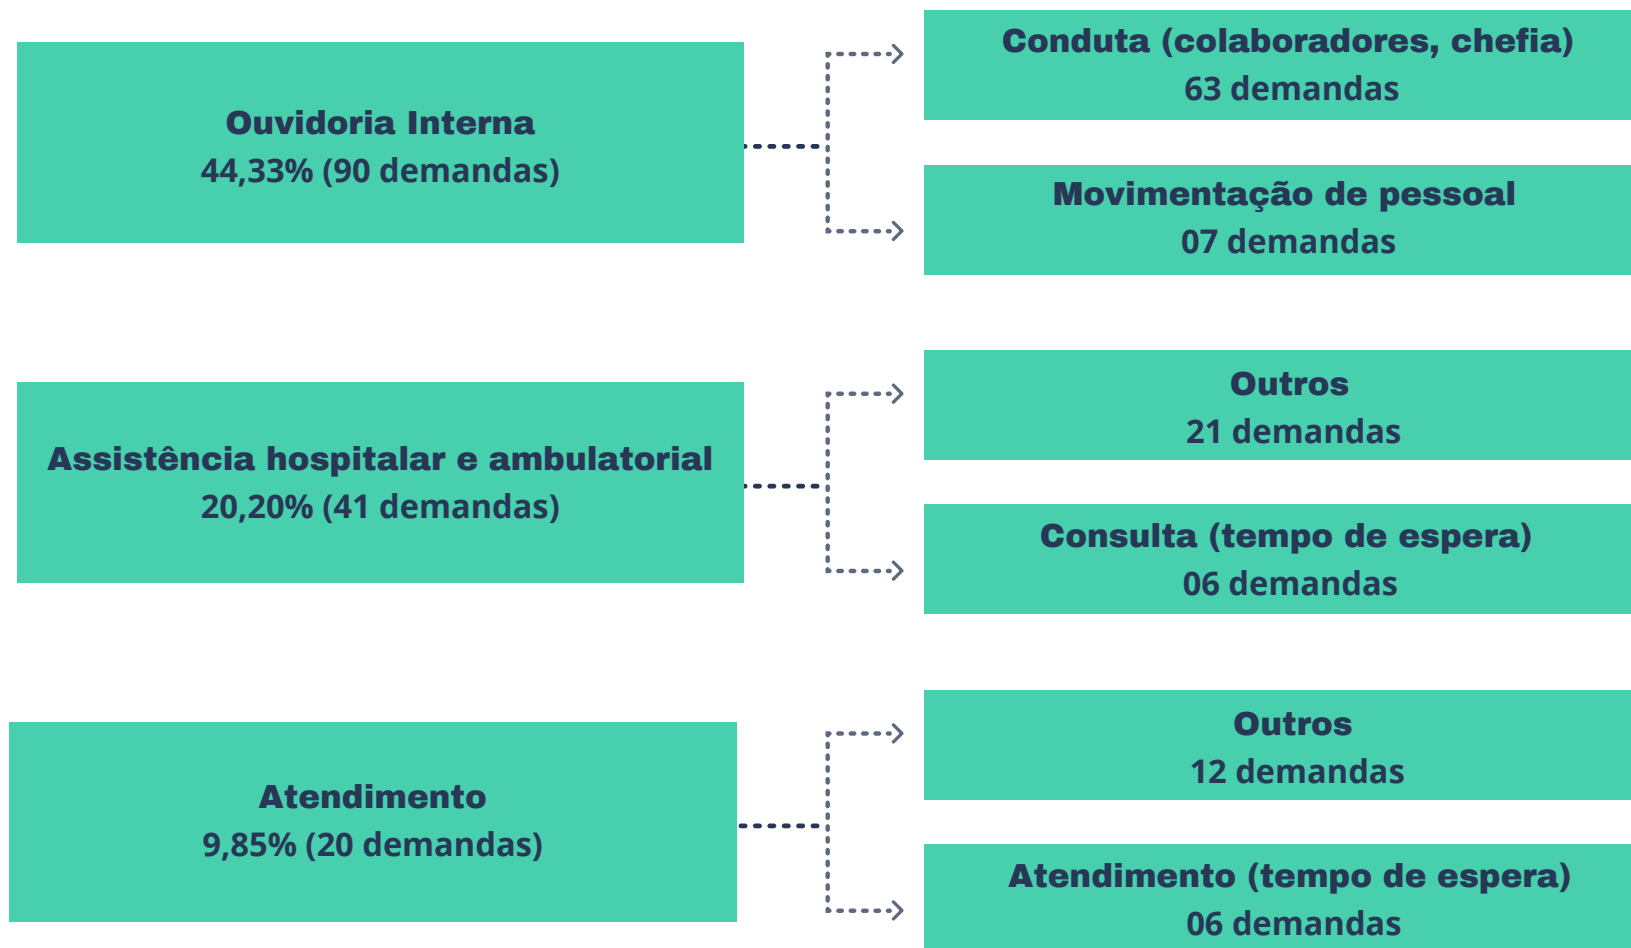 Ouvidoria Interna
44,33% (90 demandas)
Conduta (colaboradores, chefia)
63 demandas
Movimentação de pessoal
07 demandas
Assistência hospitalar e ambulatorial
20,20% (41 demandas)
Outros
21 demandas
Consulta (tempo de espera)
06 demandas
Atendimento
9,85% (20 demandas)
Outros
12 demandas
Atendimento (tempo de espera)
06 demandas